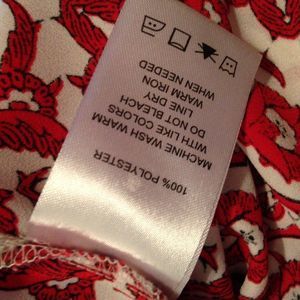 100% POLYESTER
MACHINE WASH WARM
WITH LIKE COLORS
DO NOT BLEACH
LINE DRY
WARM IRON
WHEN NEEDED